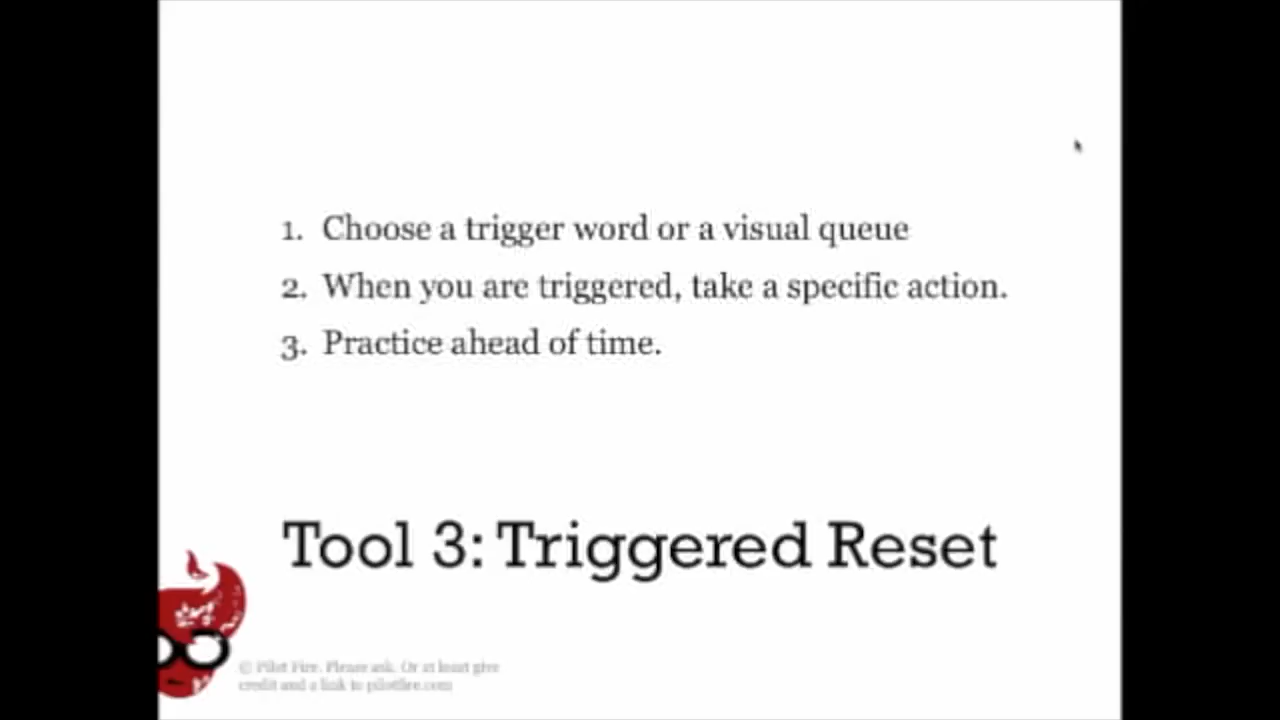 1. Choose a trigger word or a visual queue
2. When you are triggered, take a specific action.
3. Practice ahead of time.
Tool 3: Triggered Reset
© Pilot Fire. Please ask. Or at least give
credit and a link to pilotfire.com